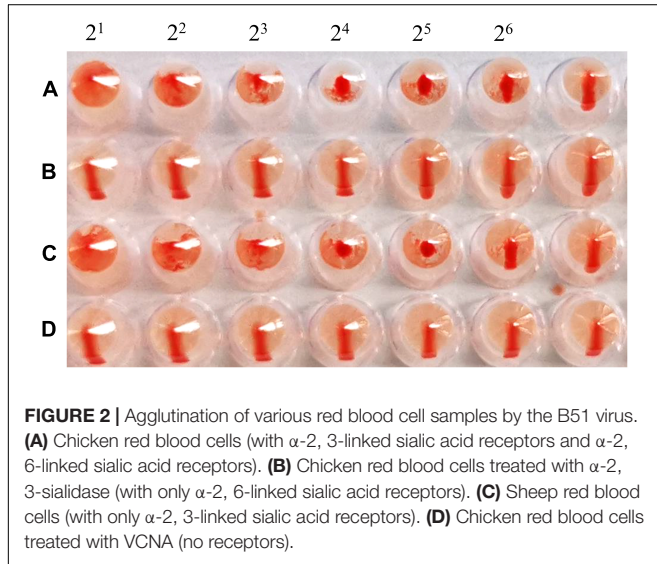 2¹ 2² 2³ 2⁴ 2⁵ 2⁶
A
B
C
D
FIGURE 2 | Agglutination of various red blood cell samples by the B51 virus.
(A) Chicken red blood cells (with α-2, 3-linked sialic acid receptors and α-2,
6-linked sialic acid receptors). (B) Chicken red blood cells treated with α-2,
3-sialidase (with only α-2, 6-linked sialic acid receptors). (C) Sheep red blood
cells (with only α-2, 3-linked sialic acid receptors). (D) Chicken red blood cells
treated with VCNA (no receptors).